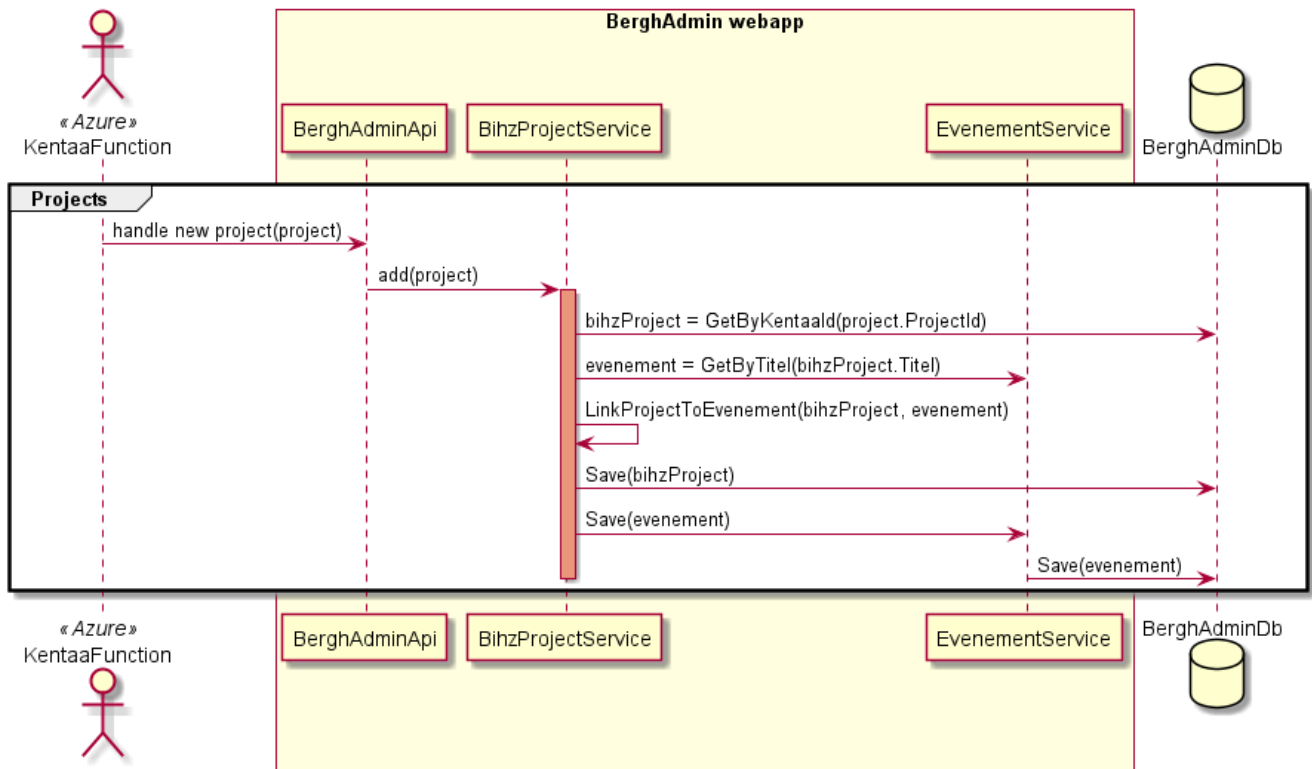 BerghAdmin webapp
«Azure»
KentaaFunction
BerghAdminApi
BihzProjectService
EvenementService
BerghAdminDb
Projects
handle new project(project)
add(project)
bihzProject = GetByKentaaId(project.ProjectId)
evenement = GetByTitel(bihzProject.Titel)
LinkProjectToEvenement(bihzProject, evenement)
Save(bihzProject)
Save(evenement)
Save(evenement)
«Azure»
KentaaFunction
BerghAdminApi
BihzProjectService
EvenementService
BerghAdminDb